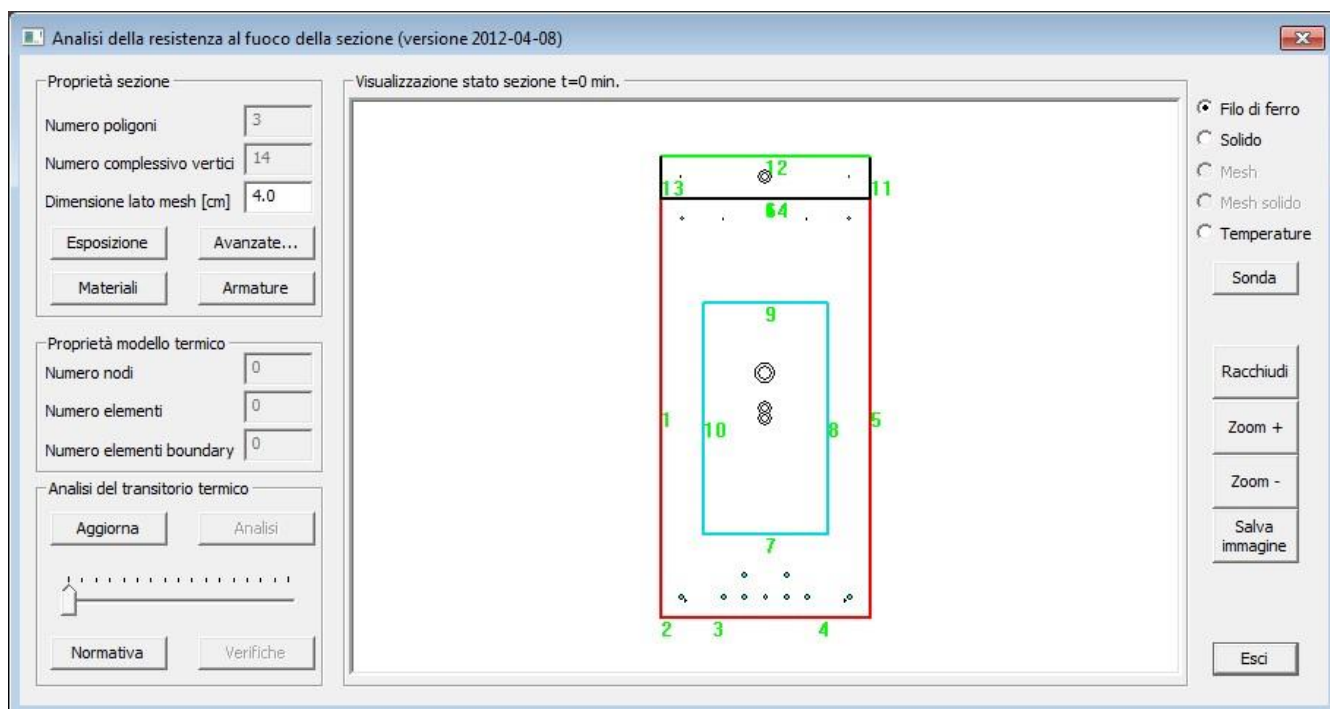 Analisi della resistenza al fuoco della sezione (versione 2012-04-08)
Proprietà sezione
Numero poligoni 3
Numero complessivo vertici 14
Dimensione lato mesh [cm] 4.0
Esposizione Avanzate...
Materiali Armature
Proprietà modello termico
Numero nodi 0
Numero elementi 0
Numero elementi boundary 0
Analisi del transitorio termico
Aggiorna Analisi
Normativa Verifiche
Visualizzazione stato sezione t=0 min.
12
13 11
9
1 10 8 5
7
2 3 4
Filo di ferro
Solido
Mesh
Mesh solido
Temperature
Sonda
Racchiudi
Zoom +
Zoom -
Salva
immagine
Esci